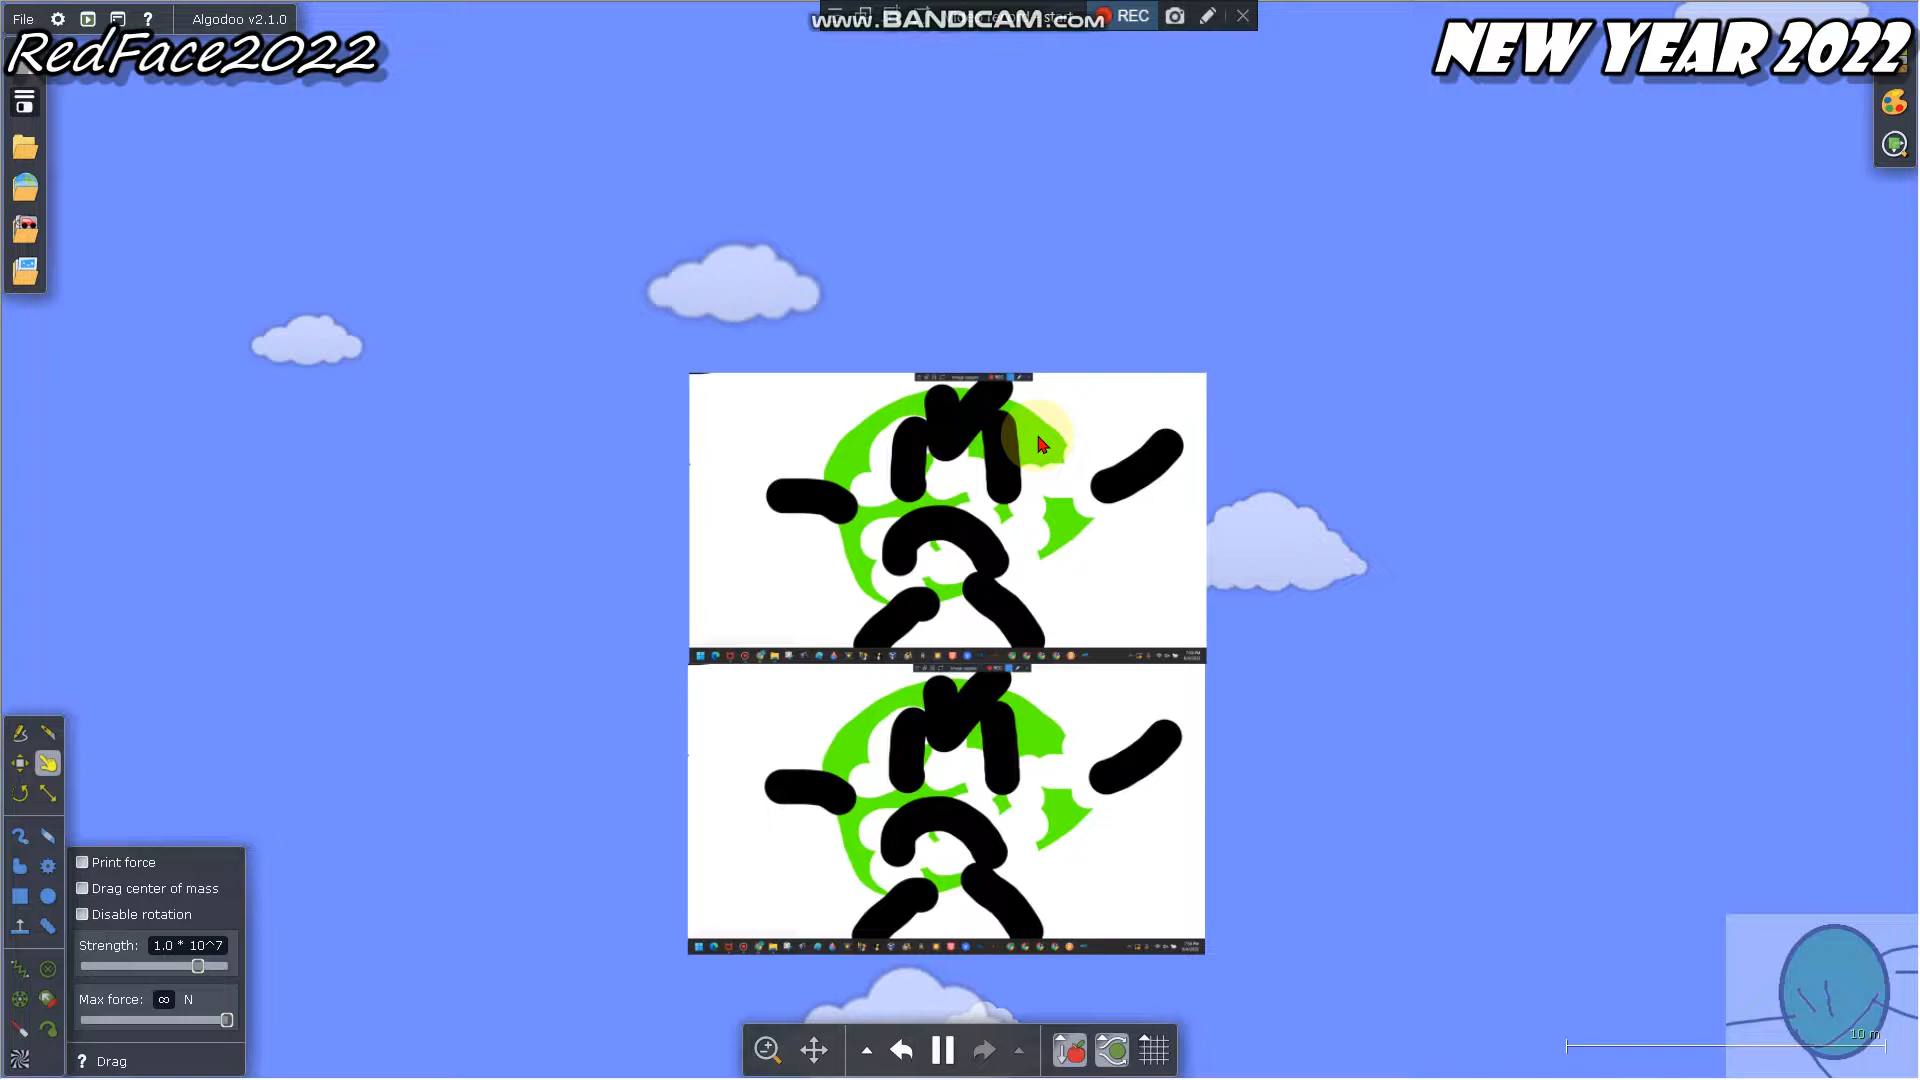 File
Algodoo v2.1.0
www.BANDICAM.com
REC
RedFace2022
NEW YEAR 2022
Print force
Drag center of mass
Disable rotation
Strength: 1.0 * 10^7
Max force: ∞ N
? Drag
10 m